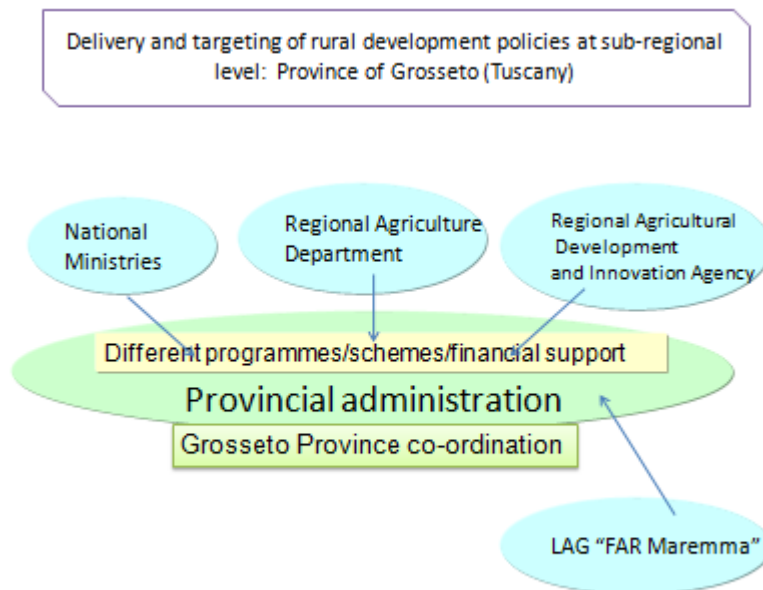 Delivery and targeting of rural development policies at sub-regional
level:  Province of Grosseto (Tuscany)
National
Ministries
Regional Agriculture
Department
Regional Agricultural
Development
and Innovation Agency
Different programmes/schemes/financial support
Provincial administration
Grosseto Province co-ordination
LAG “FAR Maremma”